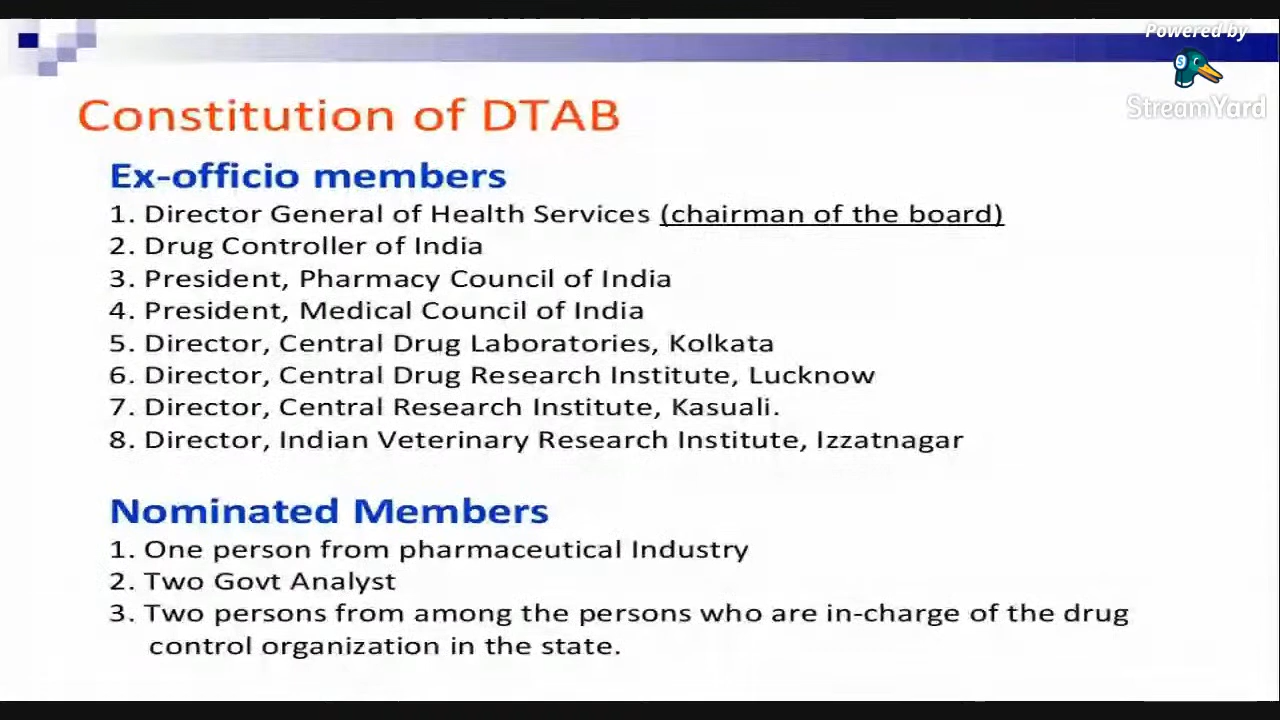 Powered by
StreamYard
Constitution of DTAB
Ex-officio members
1. Director General of Health Services (chairman of the board)
2. Drug Controller of India
3. President, Pharmacy Council of India
4. President, Medical Council of India
5. Director, Central Drug Laboratories, Kolkata
6. Director, Central Drug Research Institute, Lucknow
7. Director, Central Research Institute, Kasuali.
8. Director, Indian Veterinary Research Institute, Izzatnagar
Nominated Members
1. One person from pharmaceutical Industry
2. Two Govt Analyst
3. Two persons from among the persons who are in-charge of the drug
control organization in the state.